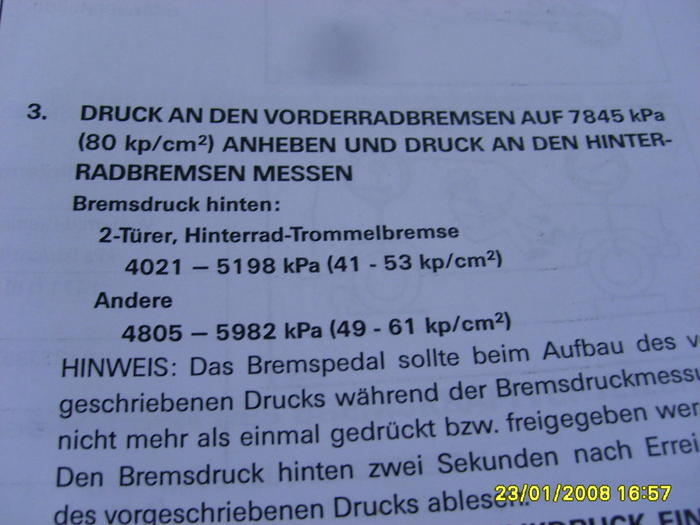 3. DRUCK AN DEN VORDERRADBREMSEN AUF 7845 kPa
(80 kp/cm²) ANHEBEN UND DRUCK AN DEN HINTER-
RADBREMSEN MESSEN
Bremsdruck hinten:
2-Türer, Hinterrad-Trommelbremse
4021 – 5198 kPa (41 - 53 kp/cm²)
Andere
4805 – 5982 kPa (49 - 61 kp/cm²)
HINWEIS: Das Bremspedal sollte beim Aufbau des v
geschriebenen Drucks während der Bremsdruckmessu
nicht mehr als einmal gedrückt bzw. freigegeben wer
Den Bremsdruck hinten zwei Sekunden nach Errei
des vorgeschriebenen Drucks ablesen.
23/01/2008 16:57